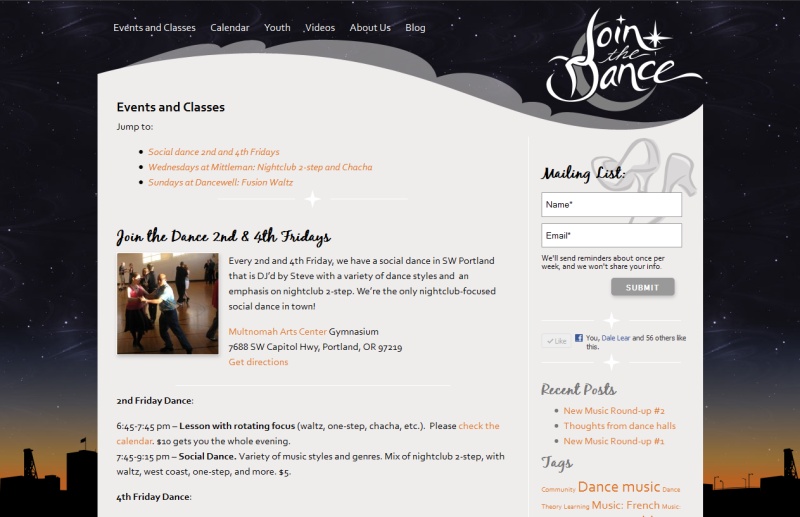 Events and Classes Calendar Youth Videos About Us Blog
Join
the
Dance
Events and Classes
Jump to:
Social dance 2nd and 4th Fridays
Wednesdays at Mittleman: Nightclub 2-step and Chacha
Sundays at Dancewell: Fusion Waltz
Join the Dance 2nd & 4th Fridays
Every 2nd and 4th Friday, we have a social dance in SW Portland
that is DJ'd by Steve with a variety of dance styles and an
emphasis on nightclub 2-step. We're the only nightclub-focused
social dance in town!
Multnomah Arts Center Gymnasium
7688 SW Capitol Hwy, Portland, OR 97219
Get directions
2nd Friday Dance:
6:45-7:45 pm – Lesson with rotating focus (waltz, one-step, chacha, etc.). Please check the
calendar. $10 gets you the whole evening.
7:45-9:15 pm – Social Dance. Variety of music styles and genres. Mix of nightclub 2-step, with
waltz, west coast, one-step, and more. $5.
4th Friday Dance:
Mailing List:
Name*
Email*
We'll send reminders about once per
week, and we won't share your info.
SUBMIT
Like
You, Dale Lear and 56 others like
this.
Recent Posts
New Music Round-up #2
Thoughts from dance halls
New Music Round-up #1
Tags
Community Dance music Dance
Theory Learning Music: French Music: